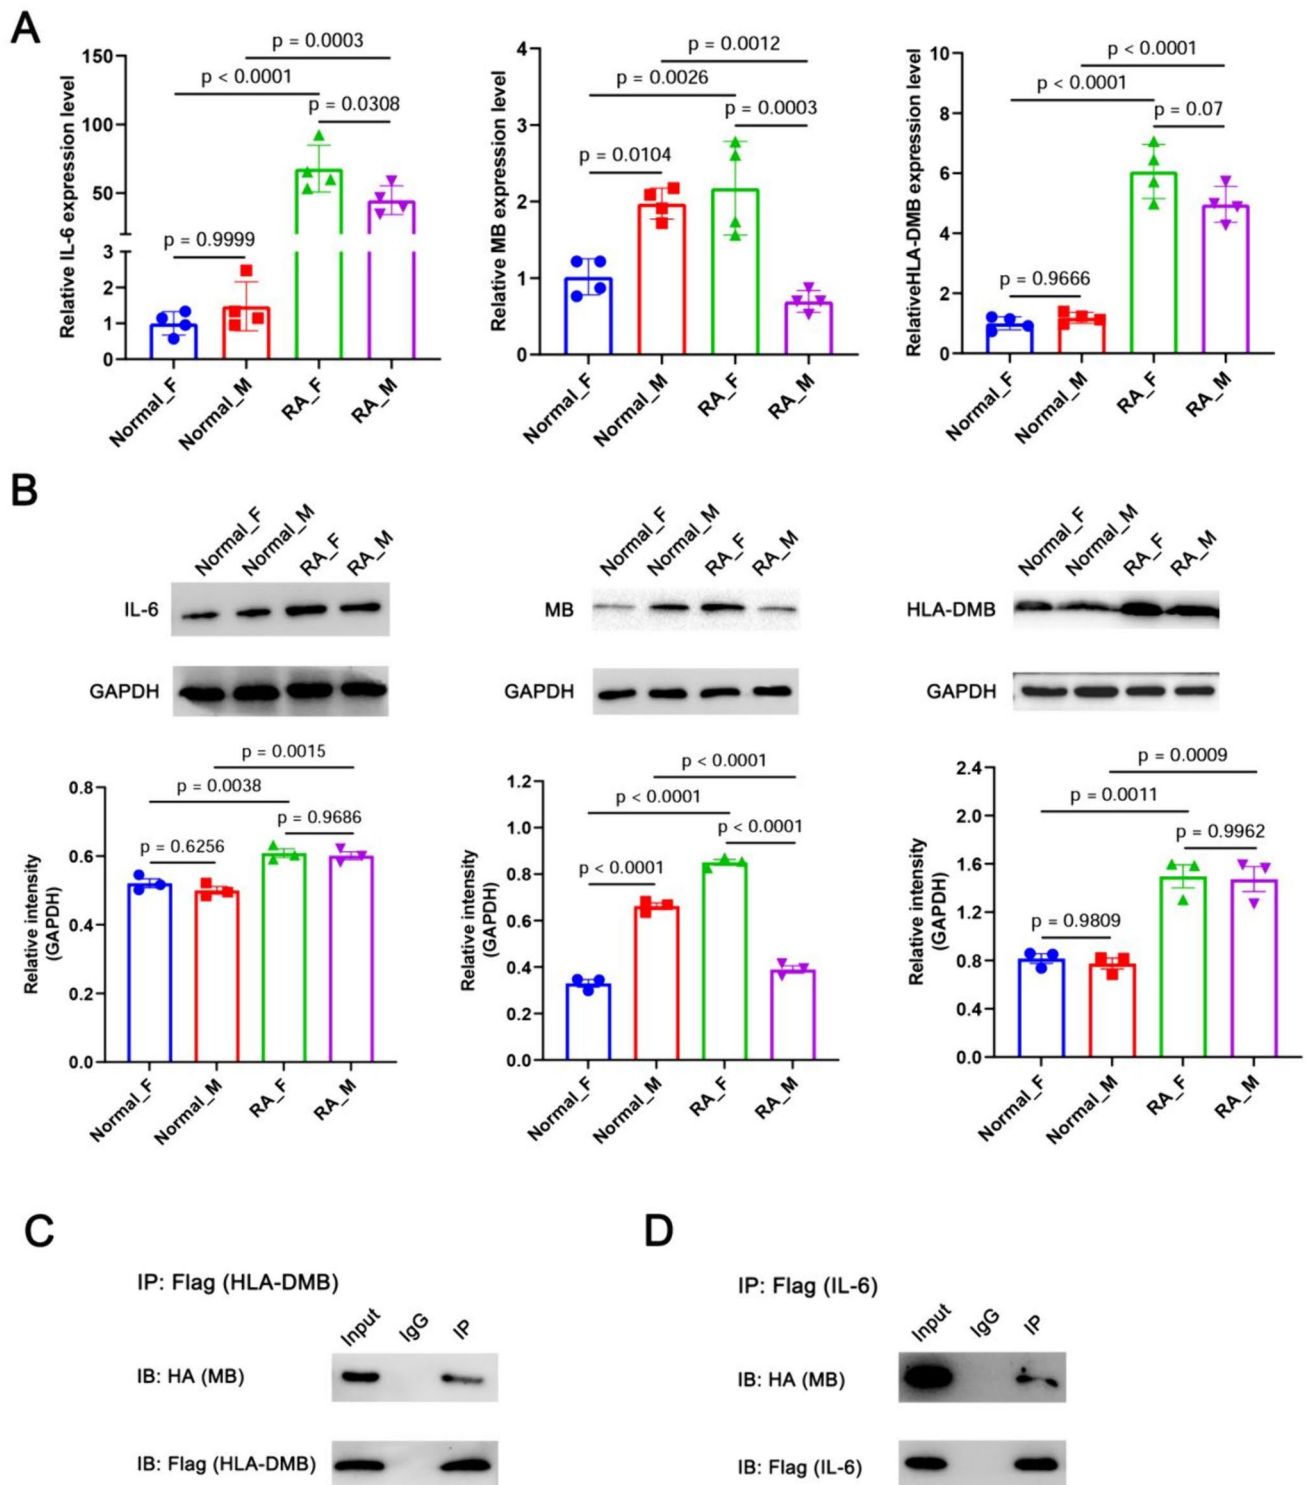 A
Relative IL-6 expression level
150
100
50
3
2
1
0
p = 0.0003
p < 0.0001
p = 0.0308
p = 0.9999
Normal_F
Normal_M
RA_F
RA_M
Relative MB expression level
4
3
2
1
0
p = 0.0012
p = 0.0026
p = 0.0003
p = 0.0104
Normal_F
Normal_M
RA_F
RA_M
RelativeHLA-DMB expression level
10
8
6
4
2
0
p < 0.0001
p < 0.0001
p = 0.07
p = 0.9666
Normal_F
Normal_M
RA_F
RA_M
B
Normal_F
Normal_M
RA_F
RA_M
IL-6
GAPDH
Normal_F
Normal_M
RA_F
RA_M
MB
GAPDH
Normal_F
Normal_M
RA_F
RA_M
HLA-DMB
GAPDH
Relative intensity
(GAPDH)
0.8
0.6
0.4
0.2
0.0
p = 0.0015
p = 0.0038
p = 0.9686
p = 0.6256
Normal_F
Normal_M
RA_F
RA_M
Relative intensity
(GAPDH)
1.2
1.0
0.8
0.6
0.4
0.2
0.0
p < 0.0001
p < 0.0001
p < 0.0001
p < 0.0001
Normal_F
Normal_M
RA_F
RA_M
Relative intensity
(GAPDH)
2.4
2.0
1.6
1.2
0.8
0.4
0.0
p = 0.0009
p = 0.0011
p = 0.9962
p = 0.9809
Normal_F
Normal_M
RA_F
RA_M
C
IP: Flag (HLA-DMB)
Input
IgG
IP
IB: HA (MB)
IB: Flag (HLA-DMB)
D
IP: Flag (IL-6)
Input
IgG
IP
IB: HA (MB)
IB: Flag (IL-6)